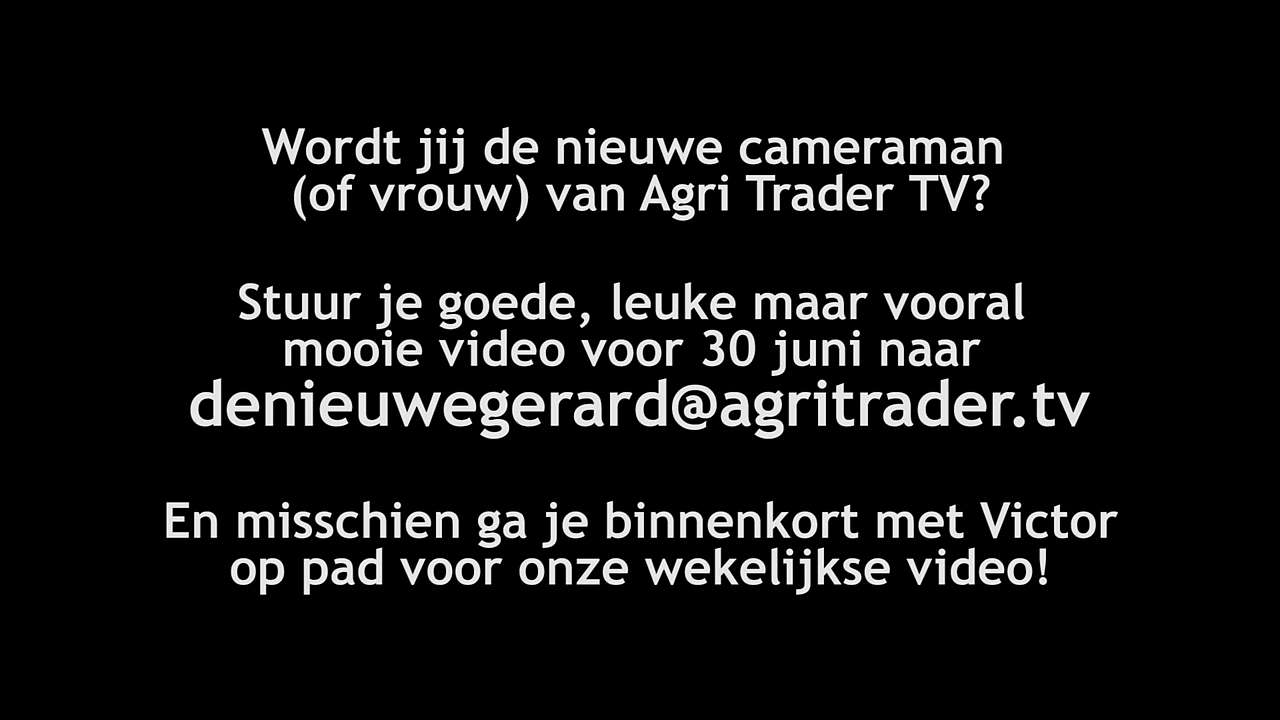 Wordt jij de nieuwe cameraman
(of vrouw) van Agri Trader TV?
Stuur je goede, leuke maar vooral
mooie video voor 30 juni naar
denieuwegerard@agritrader.tv
En misschien ga je binnenkort met Victor
op pad voor onze wekelijkse video!